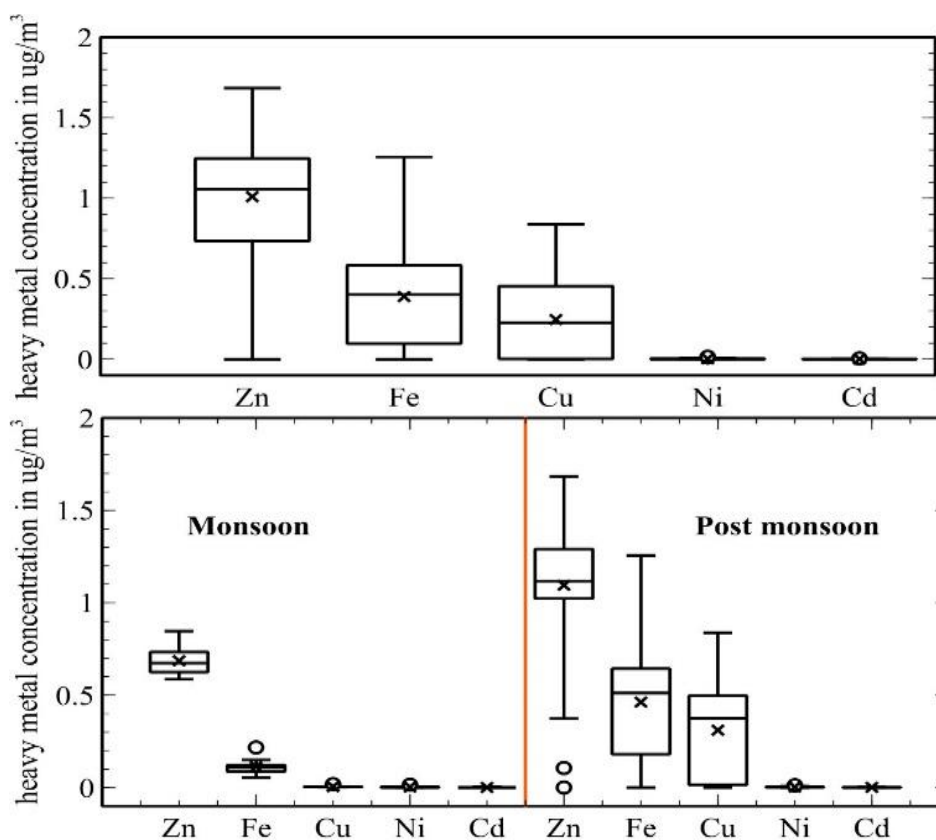 heavy metal concentration in ug/m³
2
1.5
1
0.5
0
Zn Fe Cu Ni Cd
heavy metal concentration in ug/m³
2
1.5
1
0.5
0
Monsoon Post monsoon
Zn Fe Cu Ni Cd Zn Fe Cu Ni Cd